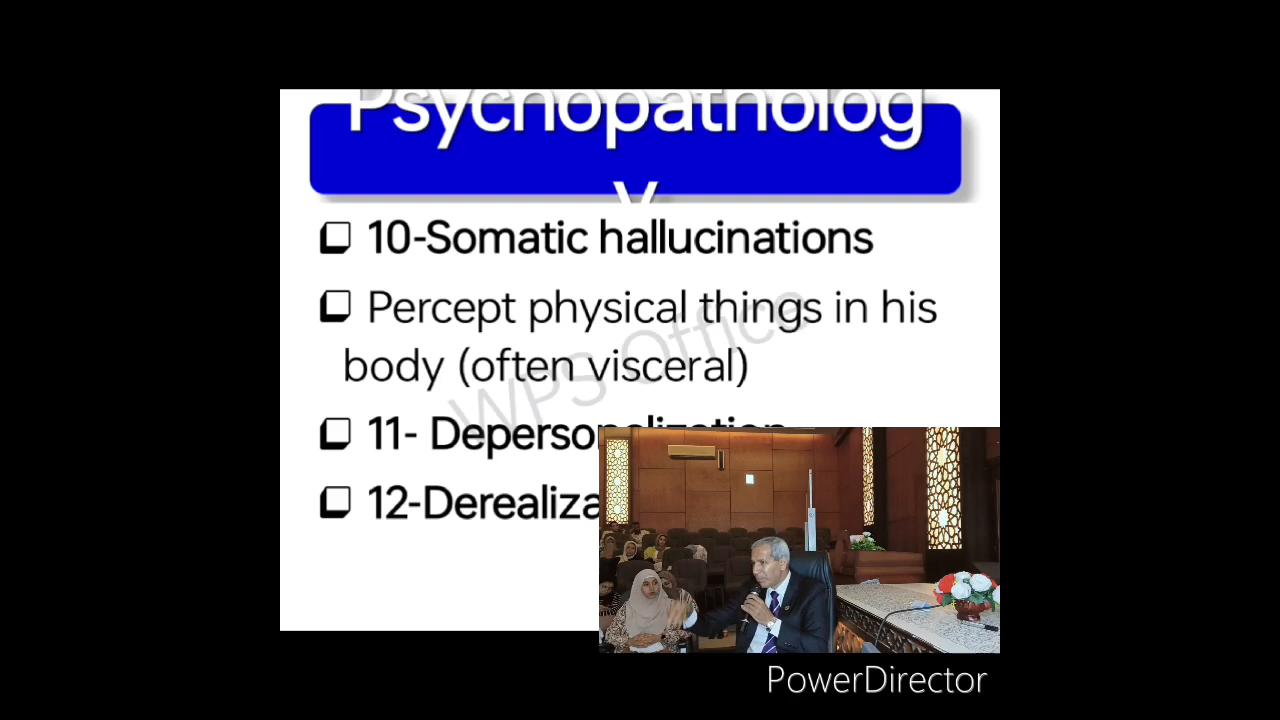 Psychopatholog
y
10-Somatic hallucinations
Percept physical things in his
body (often visceral)
11- Depersonalization
12-Derealiza
WPS Office
PowerDirector